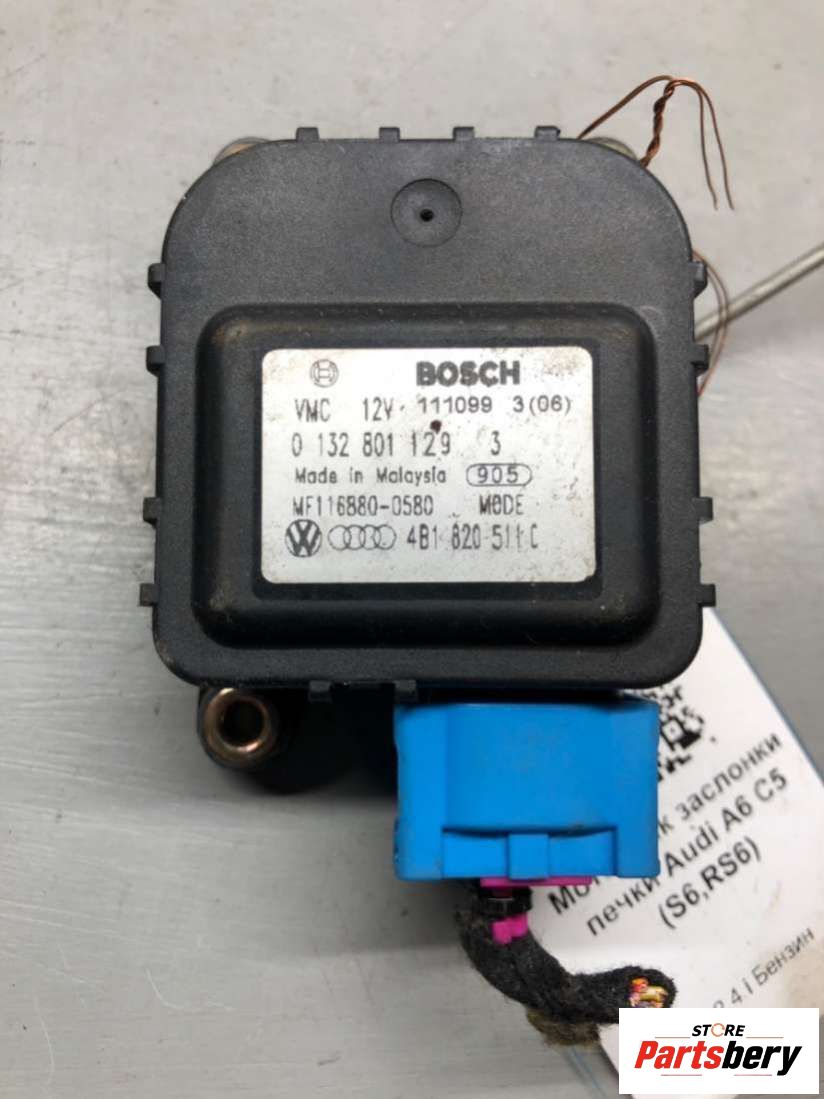 BOSCH
VMC 12V 111099 3(06)
0 132 801 129 3
Made in Malaysia 905
MF116880-0580 MODE
4B1 820 511 C
заслонки
печки Audi A6 C5
(S6,RS6)
4 i Бензин
STORE
Partsbery